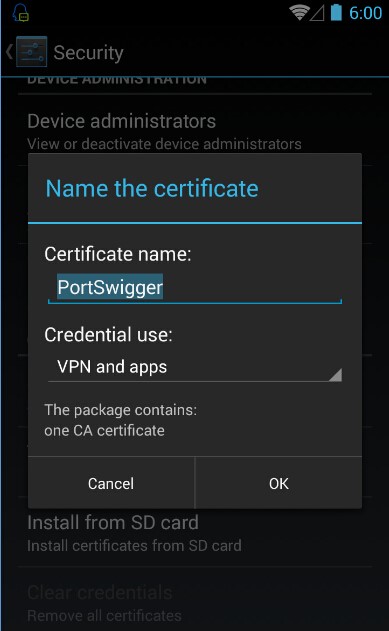 6:00
Security
DEVICE ADMINISTRATION
Device administrators
View or deactivate device administrators
Name the certificate
Certificate name:
PortSwigger
Credential use:
VPN and apps
The package contains:
one CA certificate
Cancel OK
Install from SD card
Install certificates from SD card
Clear credentials
Remove all certificates